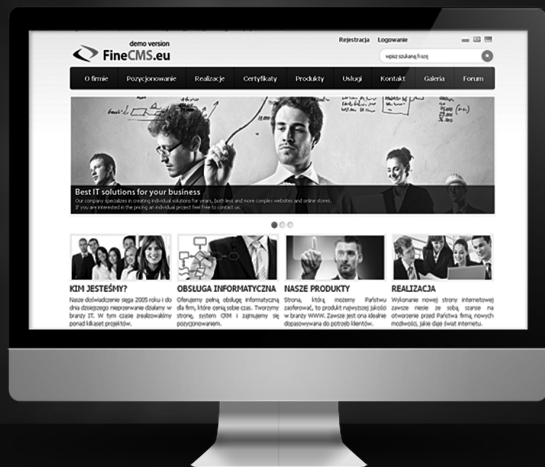 demo version
FineCMS.eu
Rejestracja Logowanie
wpisz szukaną frazę
O firmie Pozycjonowanie Realizacje Certyfikaty Produkty Usługi Kontakt Galeria Forum
Best IT solutions for your business
Our company specializes in creating individual solutions for years, both less and more complex websites and online stores.
If you are interested in the pricing an individual project feel free to contact us.
KIM JESTEŚMY?
Nasze doświadczenie sięga 2005 roku i do
dnia dzisiejszego nieprzerwanie działamy w
branży IT. W tym czasie zrealizowaliśmy
ponad kilkaset projektów.
OBSŁUGA INFORMATYCZNA
Oferujemy pełną obsługę informatyczną
dla firm, które cenią sobie czas. Tworzymy
stronę, system CRM i zajmujemy się
pozycjonowaniem.
NASZE PRODUKTY
Strona, którą możemy Państwu
zaoferować, to produkt najwyższej jakości
w branży WWW. Zawsze jest ona idealnie
dopasowywana do potrzeb klientów.
REALIZACJA
Wykonanie nowej strony internetowej
zawsze niesie ze sobą szanse na
otworzenie przed Państwa firmą nowych
możliwości, jakie daje świat internetu.